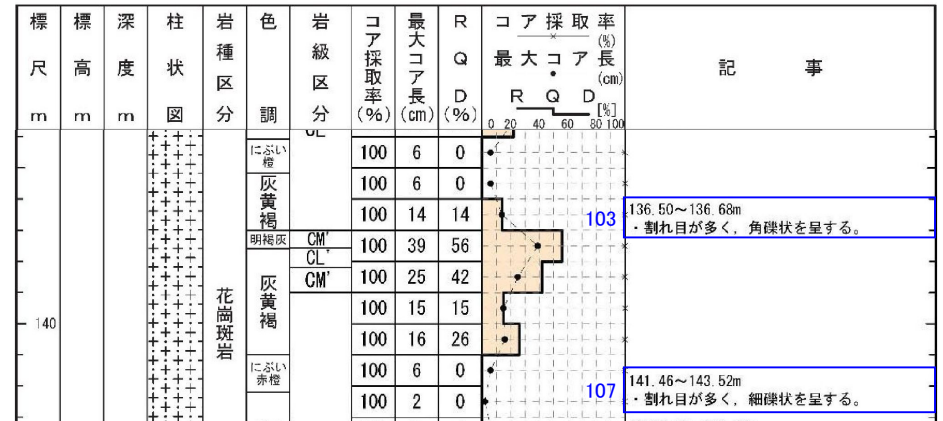 標尺m
標高m
深度m
柱状図
岩種区分
色調
岩級区分
コア採取率(%)
最大コア長(cm)
RQD(%)
コア採取率(%)
最大コア長(cm)
RQD[%]
0 20 40 60 80 100
記事
CL
にぶい橙
100 6 0
灰黄褐
100 6 0
100 14 14
103
136.50～136.68m
・割れ目が多く，角礫状を呈する。
明褐灰
CM'
100 39 56
CL'
灰黄褐
CM'
100 25 42
花崗斑岩
100 15 15
140
100 16 26
にぶい赤橙
100 6 0
107
141.46～143.52m
・割れ目が多く，細礫状を呈する。
100 2 0